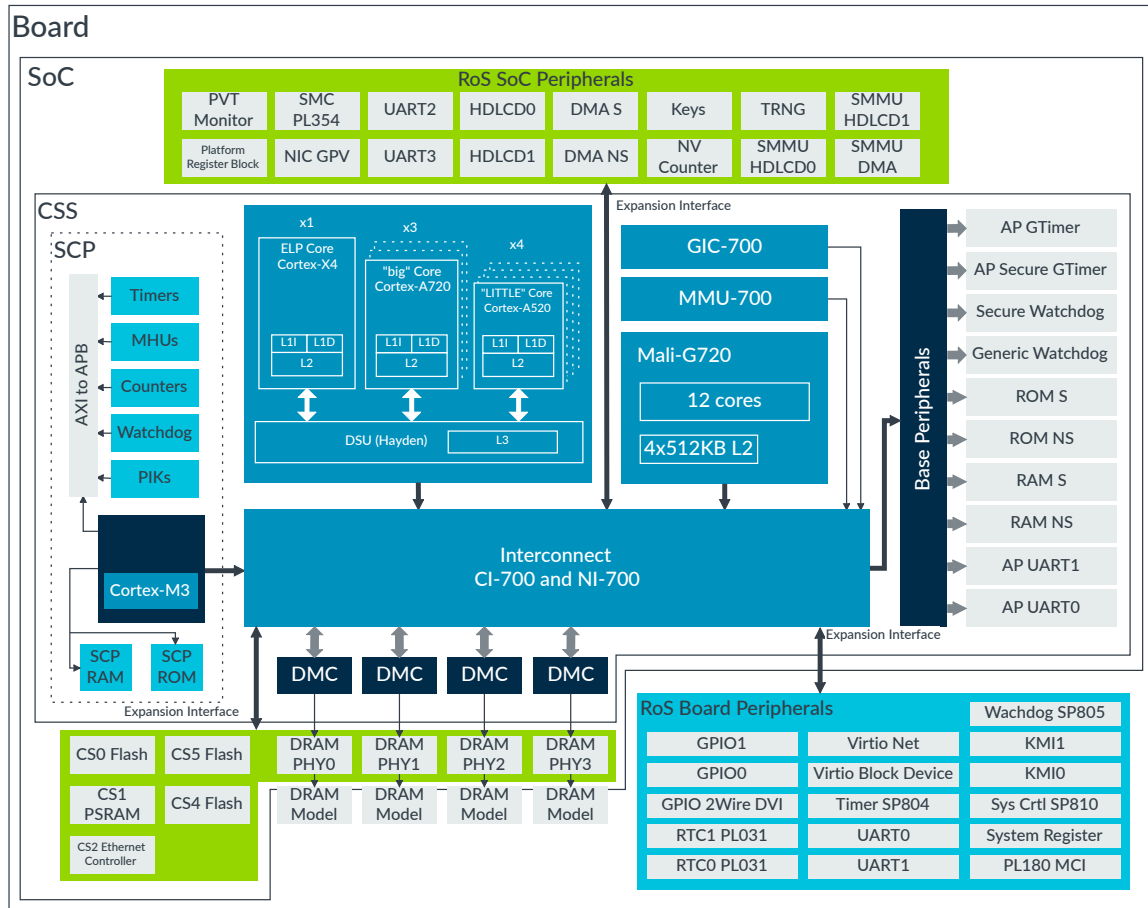 Board
SoC
RoS SoC Peripherals
PVT
Monitor
SMC
PL354
UART2
HDLCD0
DMA S
Keys
TRNG
SMMU
HDLCD1
Platform
Register Block
NIC GPV
UART3
HDLCD1
DMA NS
NV
Counter
SMMU
HDLCD0
SMMU
DMA
Expansion Interface
CSS
SCP
AXI to APB
Timers
MHUs
Counters
Watchdog
PIKs
Cortex-M3
SCP
RAM
SCP
ROM
Expansion Interface
x1
ELP Core
Cortex-X4
L1I
L1D
L2
x3
"big" Core
Cortex-A720
L1I
L1D
L2
x4
"LITTLE" Core
Cortex-A520
L1I
L1D
L2
DSU (Hayden)
L3
GIC-700
MMU-700
Mali-G720
12 cores
4x512KB L2
Interconnect
CI-700 and NI-700
Base Peripherals
AP GTimer
AP Secure GTimer
Secure Watchdog
Generic Watchdog
ROM S
ROM NS
RAM S
RAM NS
AP UART1
AP UART0
Expansion Interface
DMC
DMC
DMC
DMC
CS0 Flash
CS5 Flash
CS1
PSRAM
CS4 Flash
CS2 Ethernet
Controller
DRAM
PHY0
DRAM
PHY1
DRAM
PHY2
DRAM
PHY3
DRAM
Model
DRAM
Model
DRAM
Model
DRAM
Model
RoS Board Peripherals
Wachdog SP805
GPIO1
Virtio Net
KMI1
GPIO0
Virtio Block Device
KMI0
GPIO 2Wire DVI
Timer SP804
Sys Crtl SP810
RTC1 PL031
UART0
System Register
RTC0 PL031
UART1
PL180 MCI